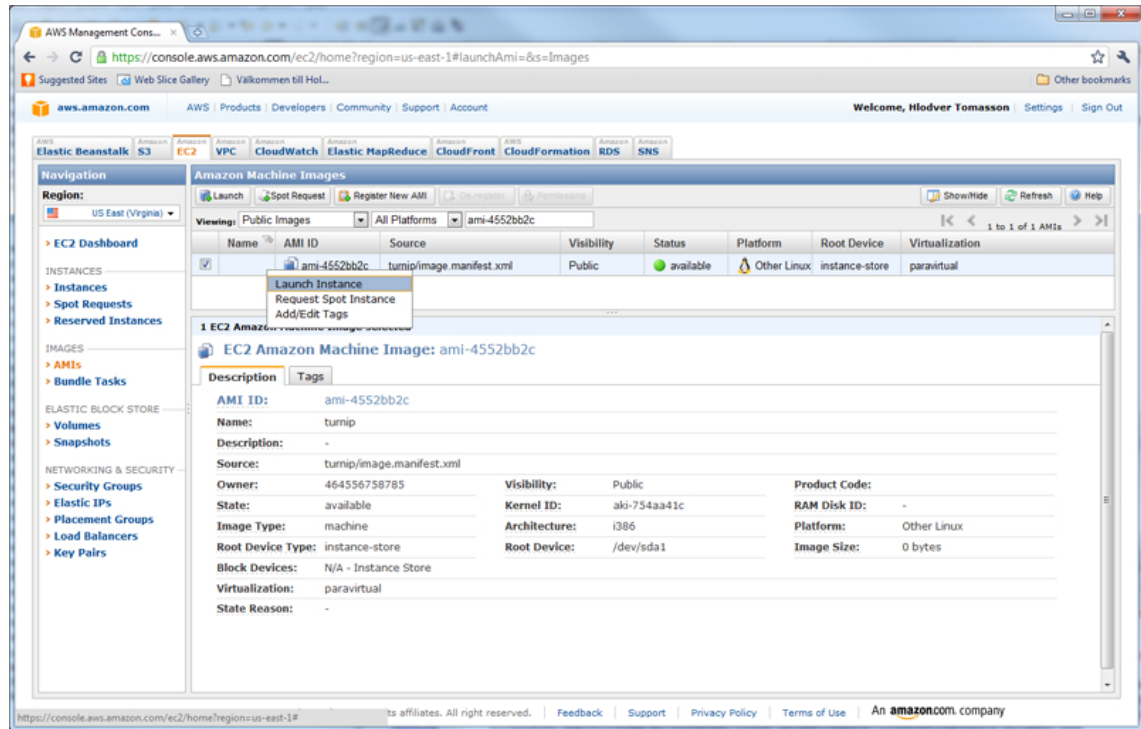 AWS Management Cons...
https://console.aws.amazon.com/ec2/home?region=us-east-1#launchAmi=&s=Images
Suggested Sites Web Slice Gallery Välkommen till Hol... Other bookmarks
aws.amazon.com AWS | Products | Developers | Community | Support | Account Welcome, Hlodver Tomasson | Settings | Sign Out
AWS Amazon Amazon Amazon Amazon Amazon Amazon AWS Amazon Amazon
Elastic Beanstalk S3 EC2 VPC CloudWatch Elastic MapReduce CloudFront CloudFormation RDS SNS
Navigation
Region:
US East (Virginia)
> EC2 Dashboard
INSTANCES
> Instances
> Spot Requests
> Reserved Instances
IMAGES
> AMIs
> Bundle Tasks
ELASTIC BLOCK STORE
> Volumes
> Snapshots
NETWORKING & SECURITY
> Security Groups
> Elastic IPs
> Placement Groups
> Load Balancers
> Key Pairs
Amazon Machine Images
Launch Spot Request Register New AMI De-register Permissions Show/Hide Refresh Help
Viewing: Public Images All Platforms ami-4552bb2c 1 to 1 of 1 AMIs
Name AMI ID Source Visibility Status Platform Root Device Virtualization
ami-4552bb2c turnip/image.manifest.xml Public available Other Linux instance-store paravirtual
Launch Instance
Request Spot Instance
Add/Edit Tags
1 EC2 Amazon Machine Image selected
EC2 Amazon Machine Image: ami-4552bb2c
Description Tags
AMI ID: ami-4552bb2c
Name: turnip
Description: -
Source: turnip/image.manifest.xml
Owner: 464556758785 Visibility: Public Product Code:
State: available Kernel ID: aki-754aa41c RAM Disk ID: -
Image Type: machine Architecture: i386 Platform: Other Linux
Root Device Type: instance-store Root Device: /dev/sda1 Image Size: 0 bytes
Block Devices: N/A - Instance Store
Virtualization: paravirtual
State Reason: -
https://console.aws.amazon.com/ec2/home?region=us-east-1# ts affiliates. All right reserved. | Feedback | Support | Privacy Policy | Terms of Use | An amazon.com. company